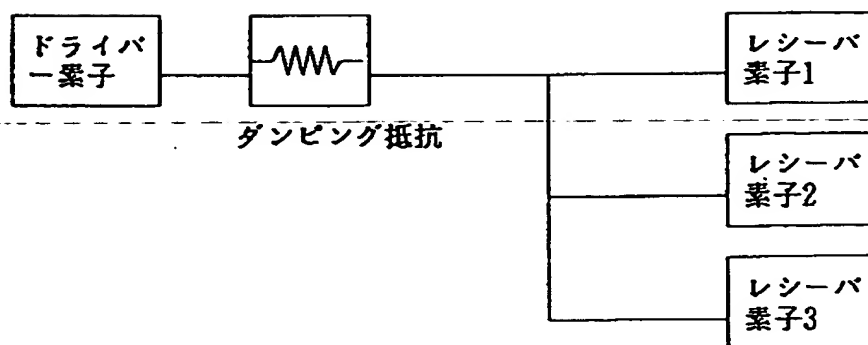 ドライバ
ー素子
ダンピング抵抗
レシーバ
素子1
レシーバ
素子2
レシーバ
素子3